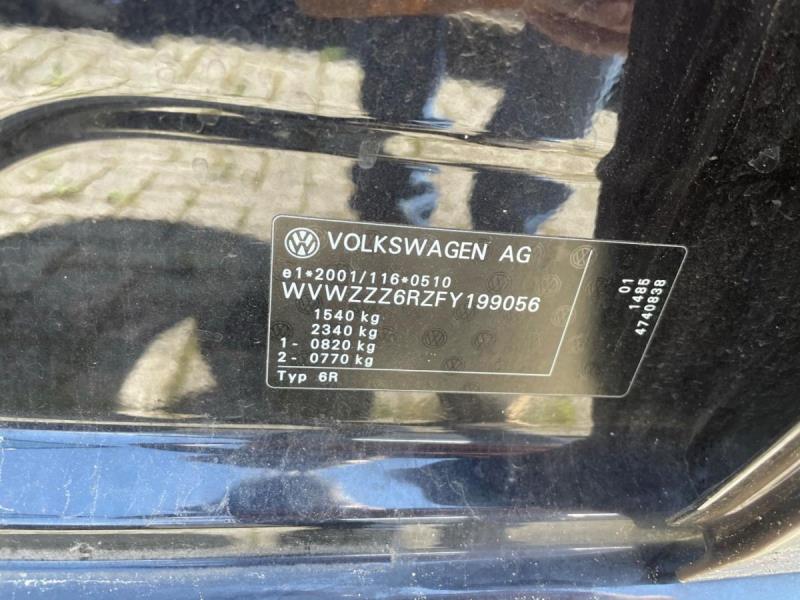 VOLKSWAGEN AG
e1*2001/116*0510
WVWZZZ6RZFY199056
1540 kg
2340 kg
1- 0820 kg
2- 0770 kg
Typ 6R
01
1485
4740838